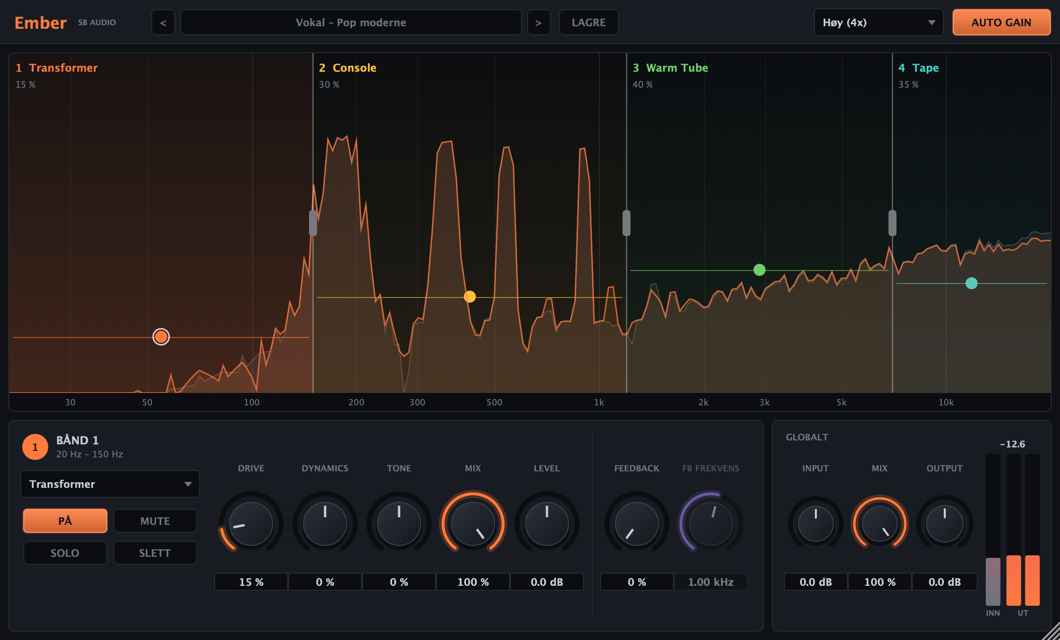 Ember SB AUDIO < Vokal – Pop moderne > LAGRE Høy (4x) AUTO GAIN
1 Transformer
15 %
2 Console
30 %
3 Warm Tube
40 %
4 Tape
35 %
30 50 100 200 300 500 1k 2k 3k 5k 10k
1 BÅND 1
20 Hz – 150 Hz
Transformer
PÅ MUTE
SOLO SLETT
DRIVE DYNAMICS TONE MIX LEVEL FEEDBACK FB FREKVENS
15 % 0 % 0 % 100 % 0.0 dB 0 % 1.00 kHz
GLOBALT
INPUT MIX OUTPUT
0.0 dB 100 % 0.0 dB
−12.6
INN UT